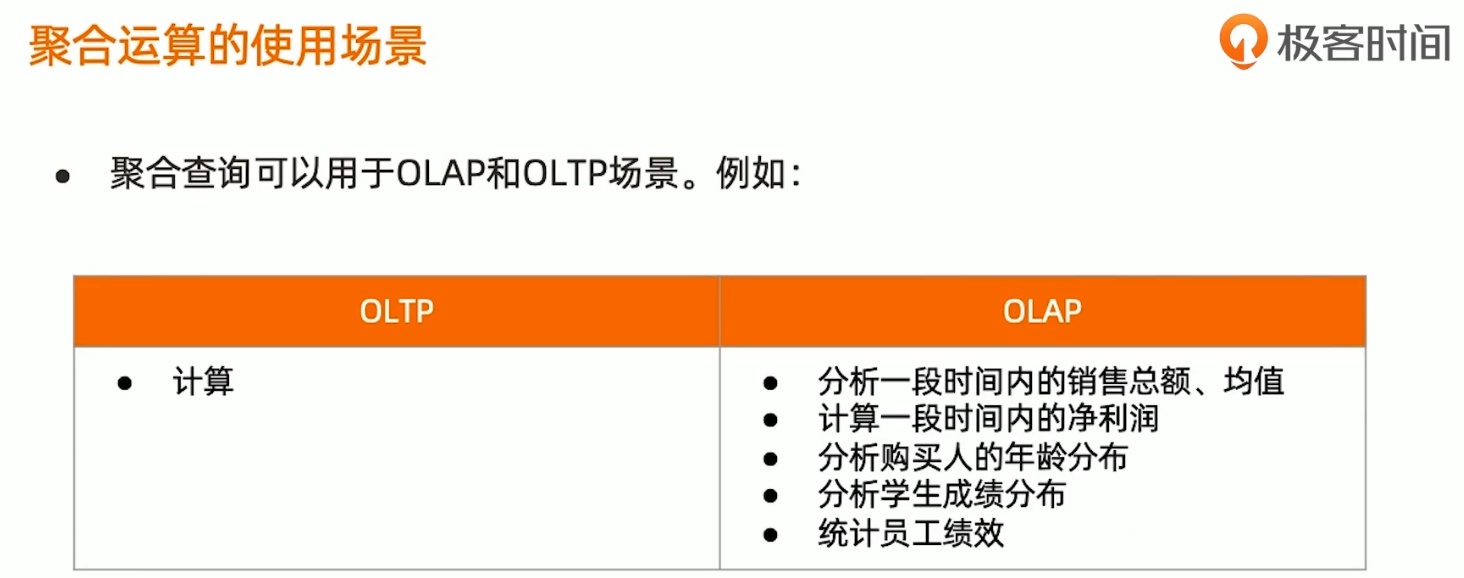 聚合运算的使用场景
极客时间
● 聚合查询可以用于OLAP和OLTP场景。例如：
OLTP
OLAP
● 计算
● 分析一段时间内的销售总额、均值
● 计算一段时间内的净利润
● 分析购买人的年龄分布
● 分析学生成绩分布
● 统计员工绩效